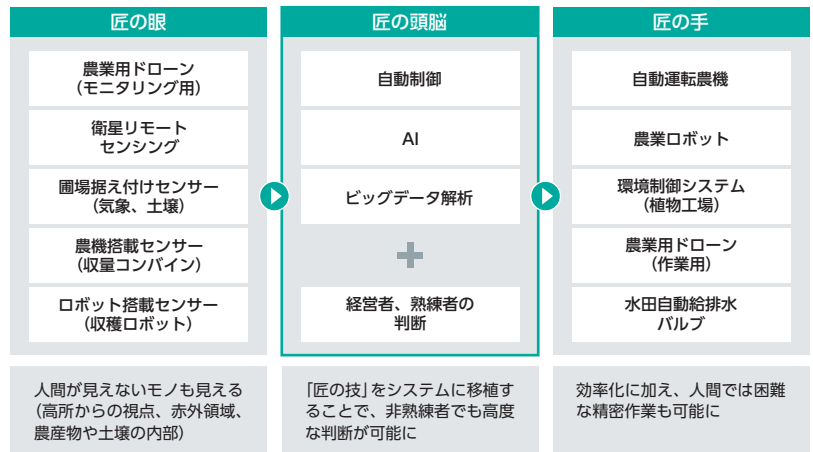 匠の眼
農業用ドローン
（モニタリング用）
衛星リモート
センシング
圃場据え付けセンサー
（気象、土壌）
農機搭載センサー
（収量コンバイン）
ロボット搭載センサー
（収穫ロボット）
人間が見えないモノも見える
（高所からの視点、赤外領域、
農産物や土壌の内部）
匠の頭脳
自動制御
AI
ビッグデータ解析
+
経営者、熟練者の
判断
「匠の技」をシステムに移植す
ることで、非熟練者でも高度
な判断が可能に
匠の手
自動運転農機
農業ロボット
環境制御システム
（植物工場）
農業用ドローン
（作業用）
水田自動給排水
バルブ
効率化に加え、人間では困難
な精密作業も可能に